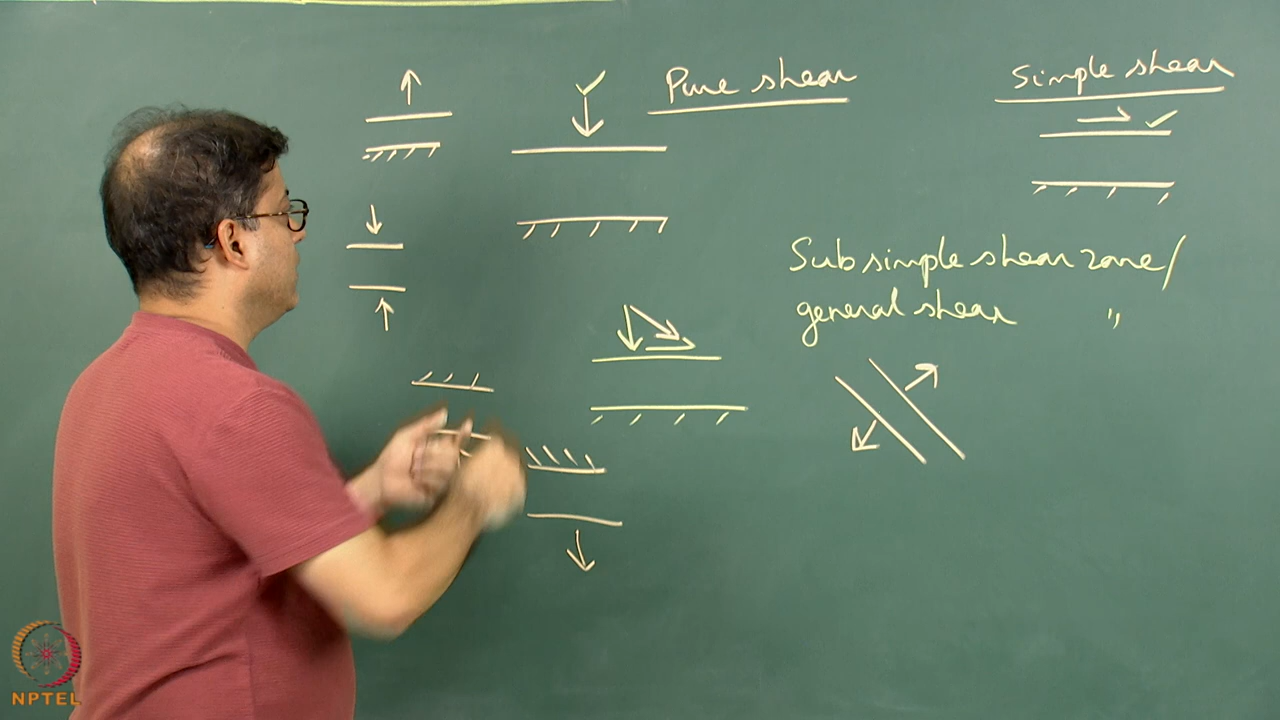 Pure shear
Simple shear
Sub simple shear zone/
general shear "
NPTEL